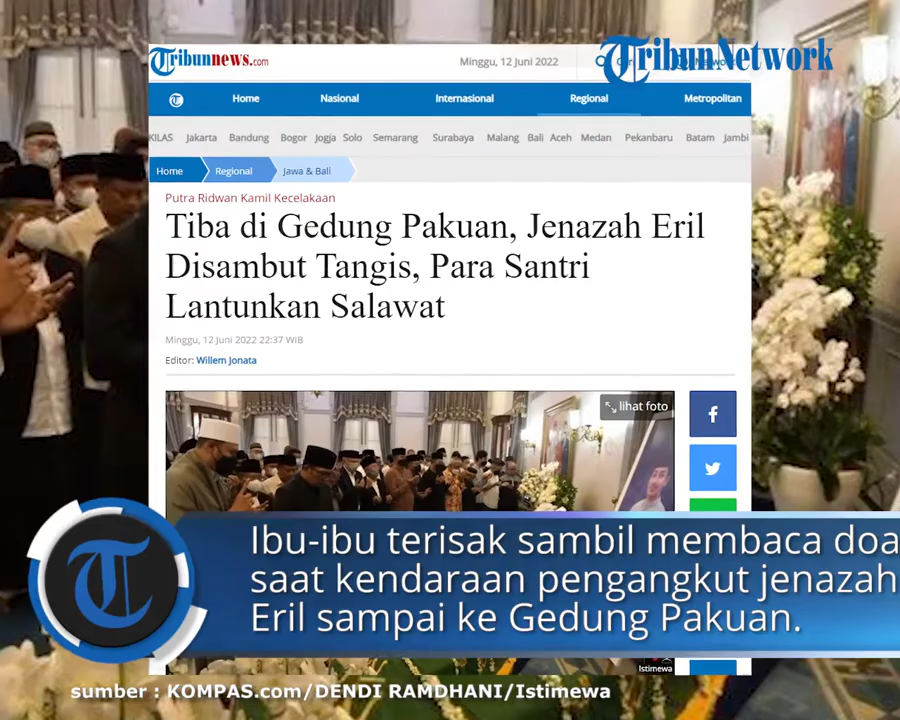 Tribunnews.com
Minggu, 12 Juni 2022
TribunNetwork
Home Nasional Internasional Regional Metropolitan
KILAS Jakarta Bandung Bogor Jogja Solo Semarang Surabaya Malang Bali Aceh Medan Pekanbaru Batam Jambi
Home Regional Jawa & Bali
Putra Ridwan Kamil Kecelakaan
Tiba di Gedung Pakuan, Jenazah Eril
Disambut Tangis, Para Santri
Lantunkan Salawat
Minggu, 12 Juni 2022 22:37 WIB
Editor: Willem Jonata
lihat foto
Ibu-ibu terisak sambil membaca doa
saat kendaraan pengangkut jenazah
Eril sampai ke Gedung Pakuan.
Istimewa
sumber : KOMPAS.com/DENDI RAMDHANI/Istimewa